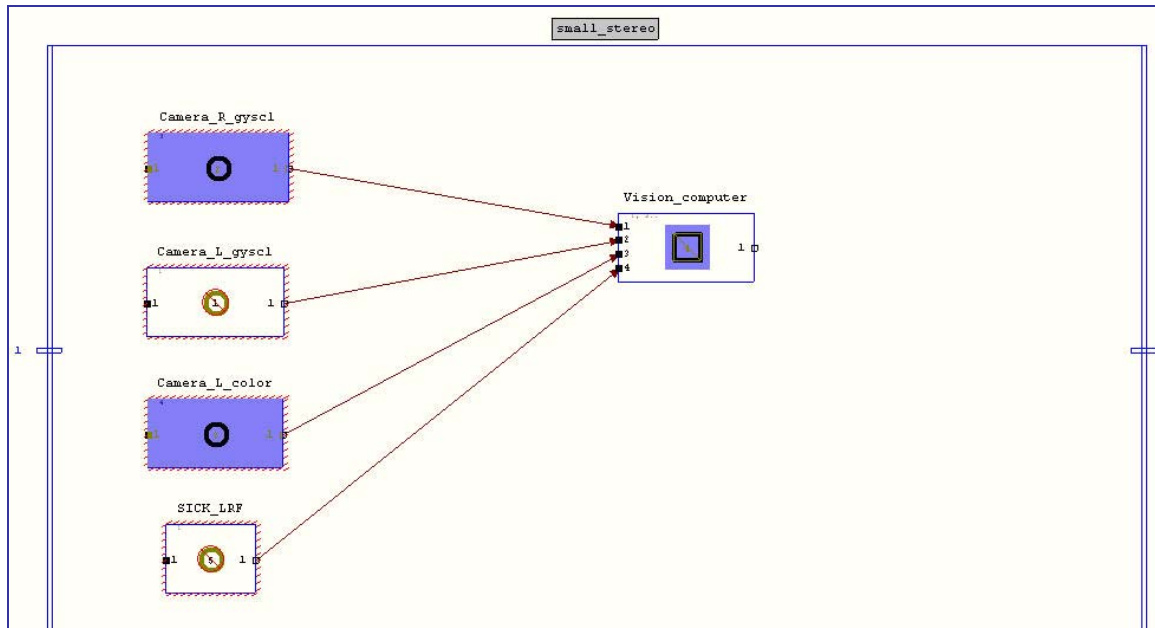 small_stereo
Camera_R_gyscl
1 1
Camera_L_gyscl
1 1 1
Camera_L_color
1 1
SICK_LRF
1 5 1
Vision_computer
1
2
3
4
1
1